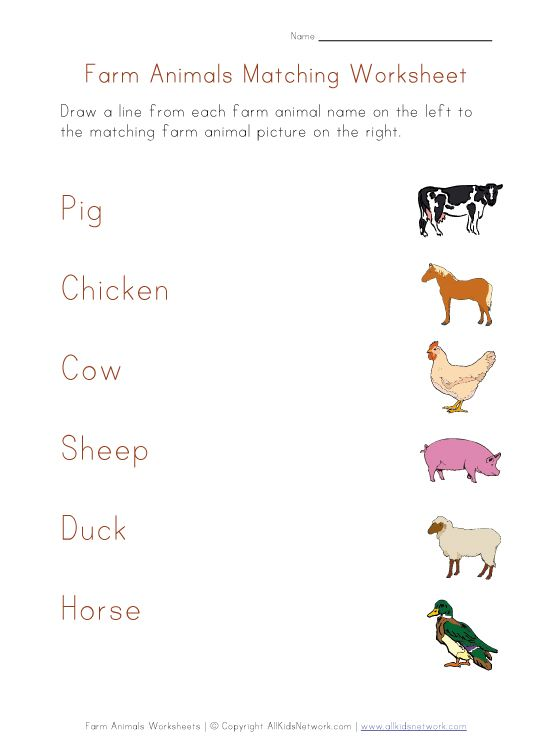 Name
Farm Animals Matching Worksheet
Draw a line from each farm animal name on the left to
the matching farm animal picture on the right.
Pig
Chicken
Cow
Sheep
Duck
Horse
Farm Animals Worksheets | © Copyright AllKidsNetwork.com | www.allkidsnetwork.com